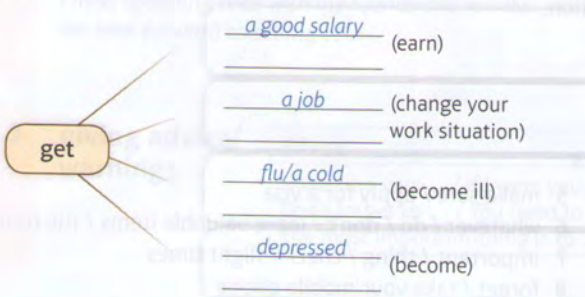 a good salary (earn)
a job (change your
work situation)
get
flu/a cold (become ill)
depressed (become)